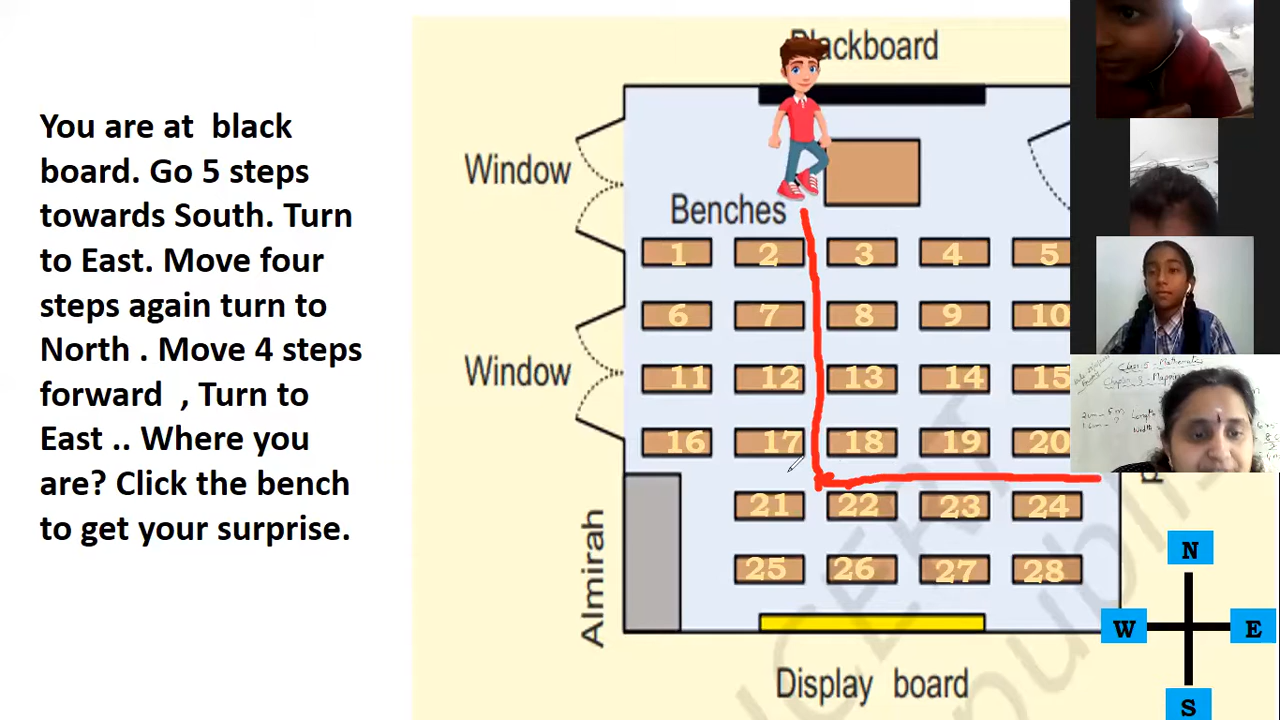 You are at black
board. Go 5 steps
towards South. Turn
to East. Move four
steps again turn to
North . Move 4 steps
forward , Turn to
East .. Where you
are? Click the bench
to get your surprise.
Blackboard
Window
Benches
1 2 3 4 5
6 7 8 9 10
Window
11 12 13 14 15
16 17 18 19 20
21 22 23 24
25 26 27 28
Almirah
Display board
N
W E
S
Class 5 - Mathematics